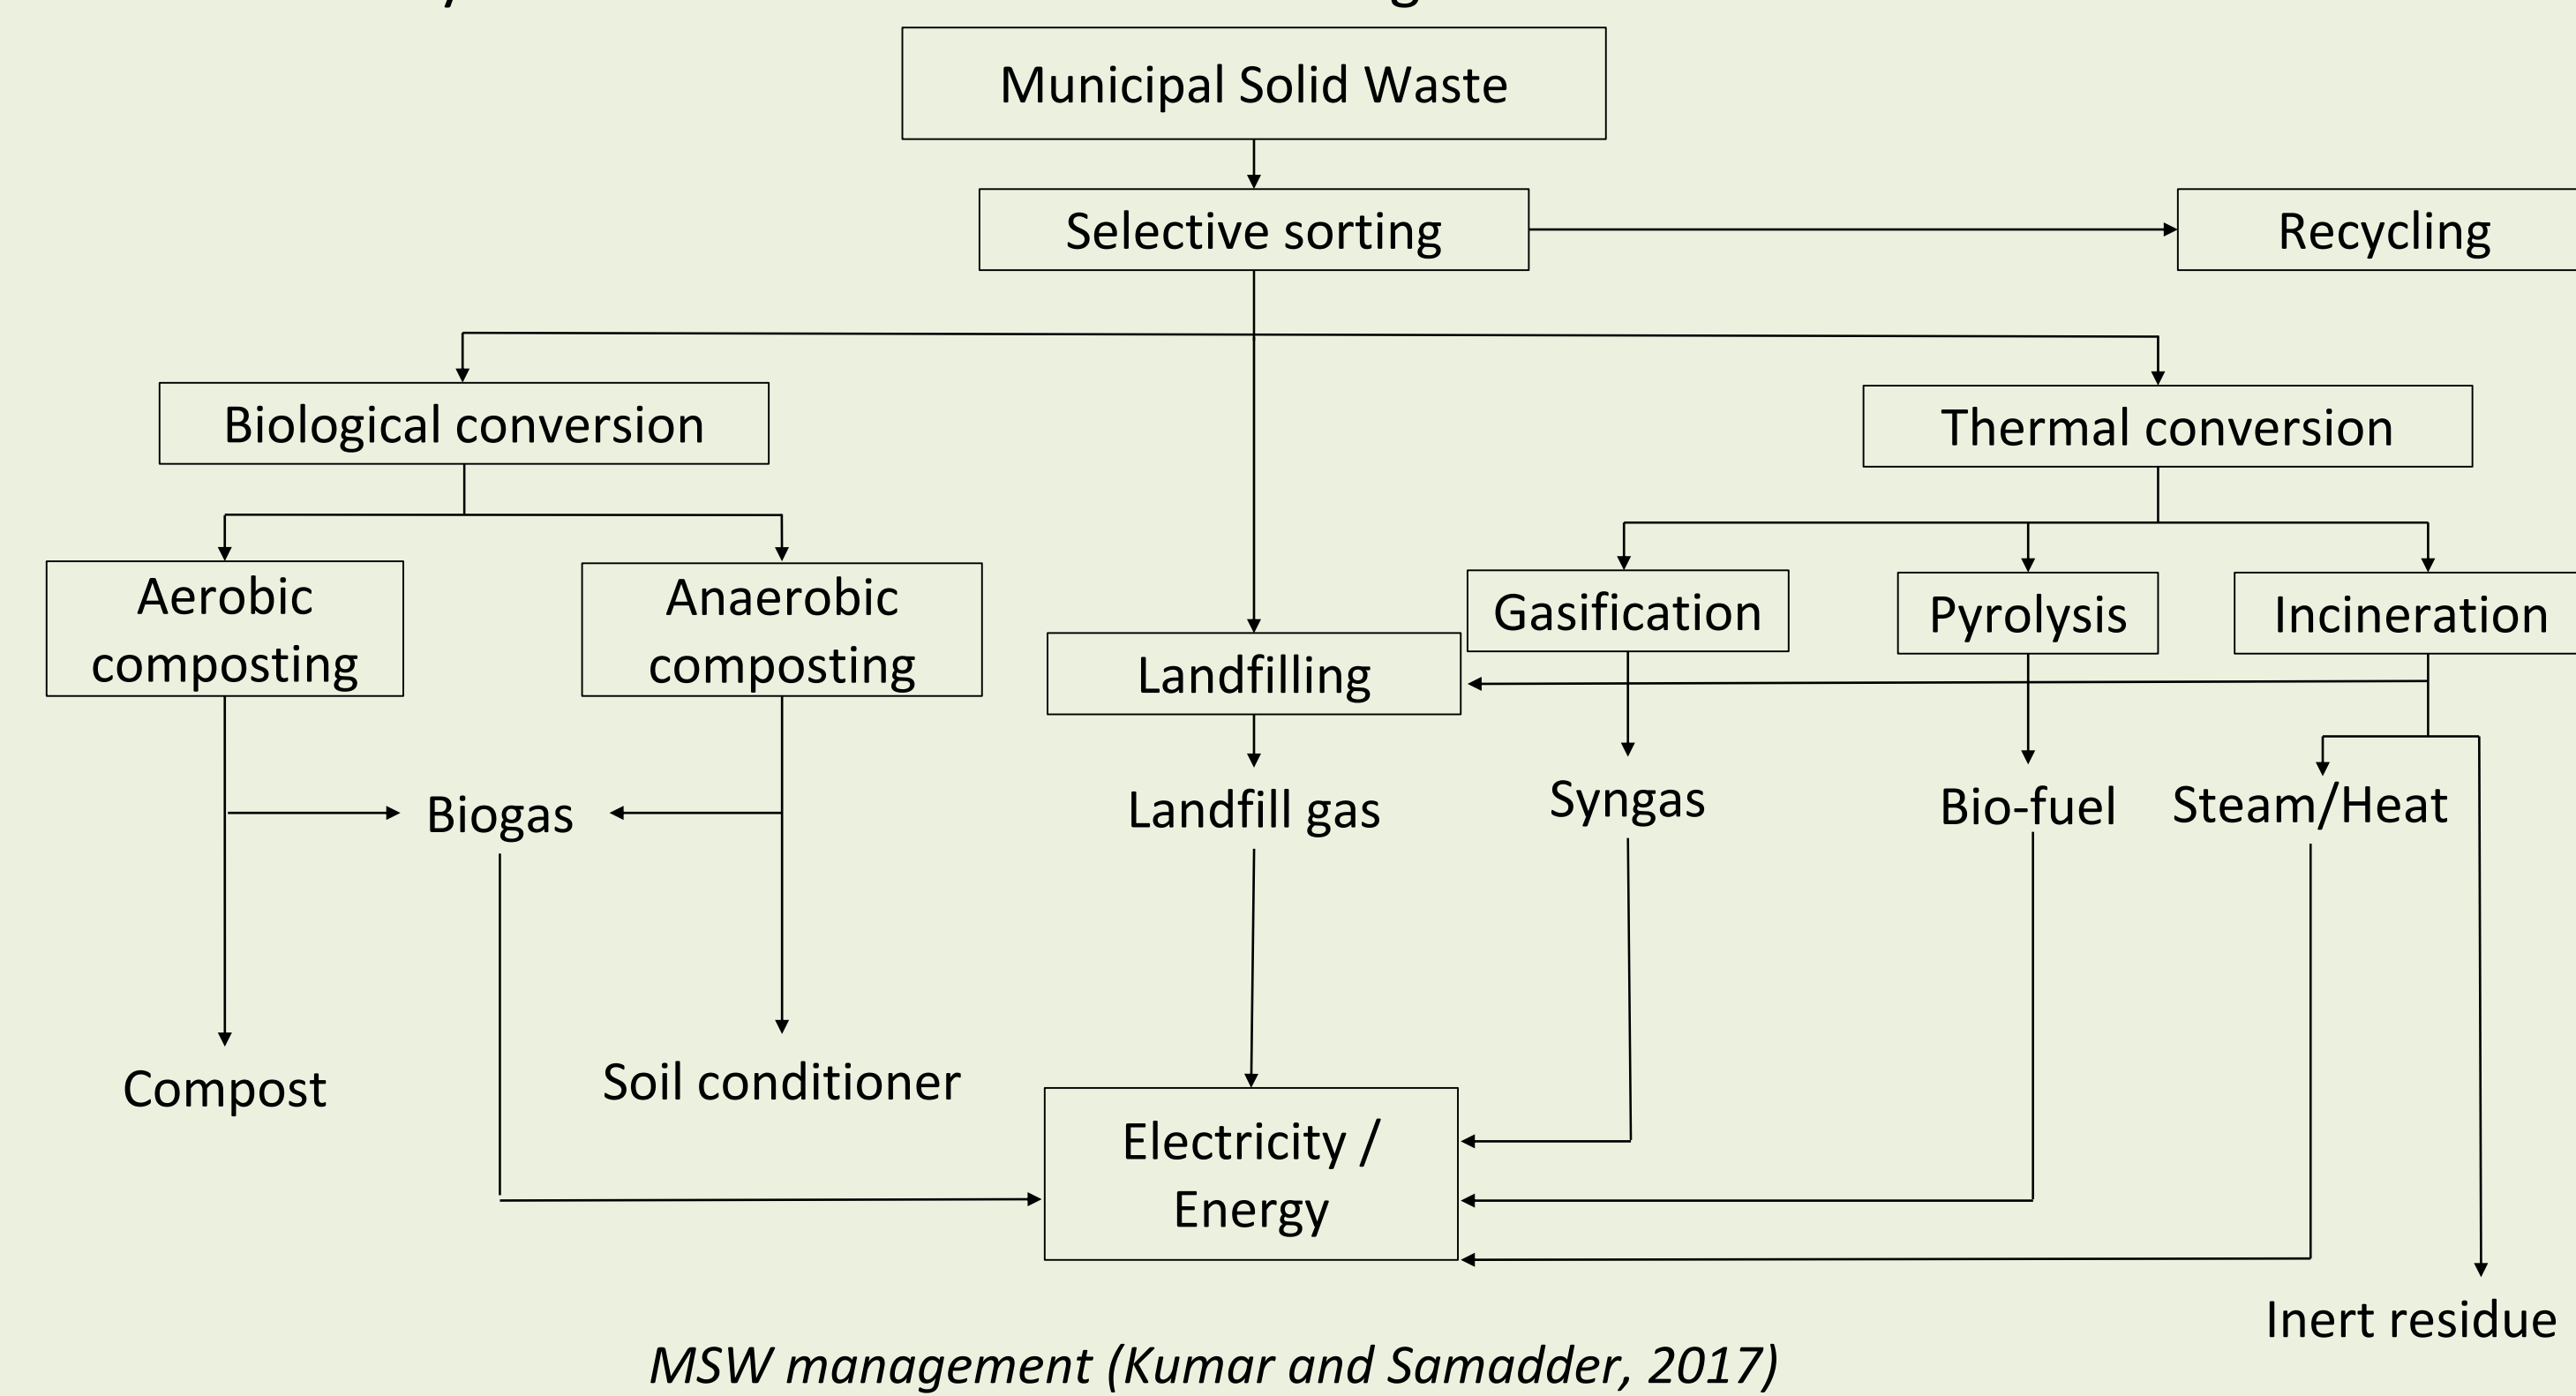 Municipal Solid Waste
Selective sorting
Recycling
Biological conversion
Thermal conversion
Aerobic
composting
Anaerobic
composting
Landfilling
Gasification
Pyrolysis
Incineration
Biogas
Landfill gas
Syngas
Bio-fuel
Steam/Heat
Compost
Soil conditioner
Electricity /
Energy
Inert residue
MSW management (Kumar and Samadder, 2017)